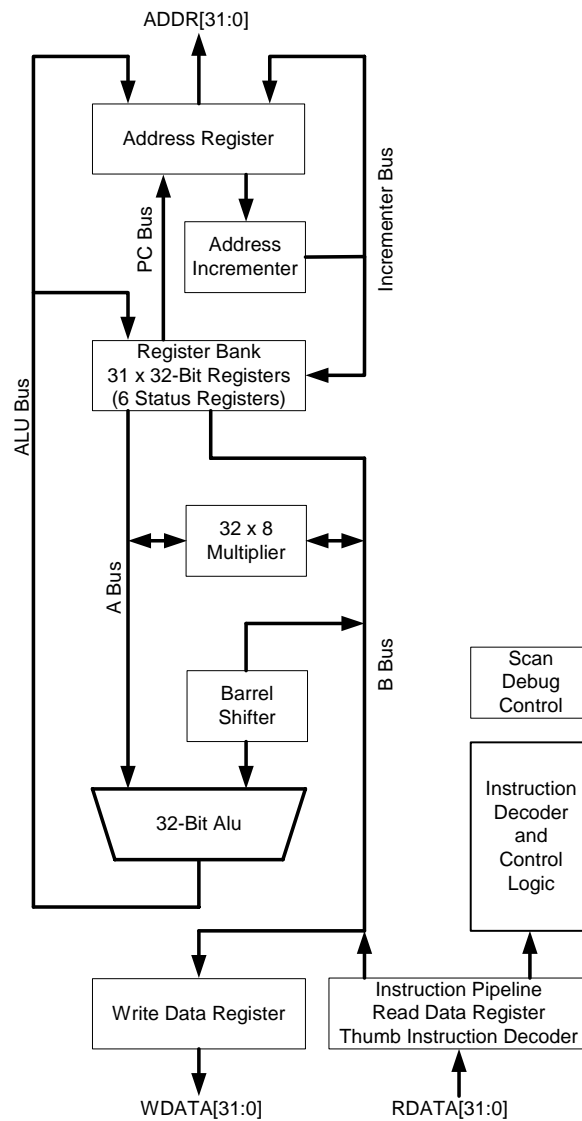 ADDR[31:0]
Address Register
PC Bus
Address
Incrementer
Incrementer Bus
Register Bank
31 x 32-Bit Registers
(6 Status Registers)
ALU Bus
32 x 8
Multiplier
A Bus
B Bus
Barrel
Shifter
Scan
Debug
Control
32-Bit Alu
Instruction
Decoder
and
Control
Logic
Write Data Register
Instruction Pipeline
Read Data Register
Thumb Instruction Decoder
WDATA[31:0]
RDATA[31:0]